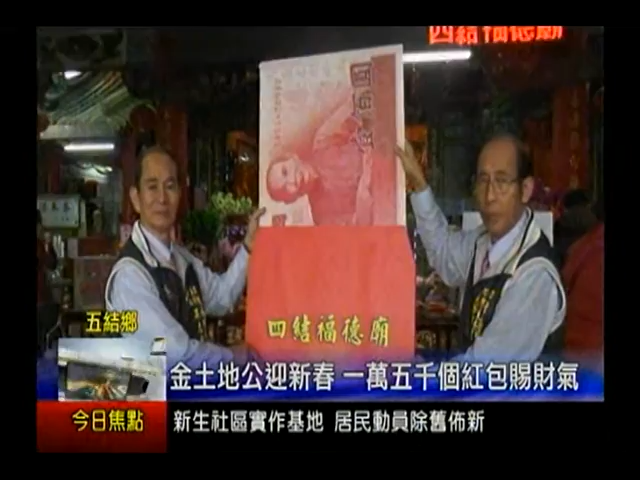 四結福德廟
四結福德廟
五結鄉
金土地公迎新春 一萬五千個紅包賜財氣
今日焦點
新生社區實作基地 居民動員除舊佈新